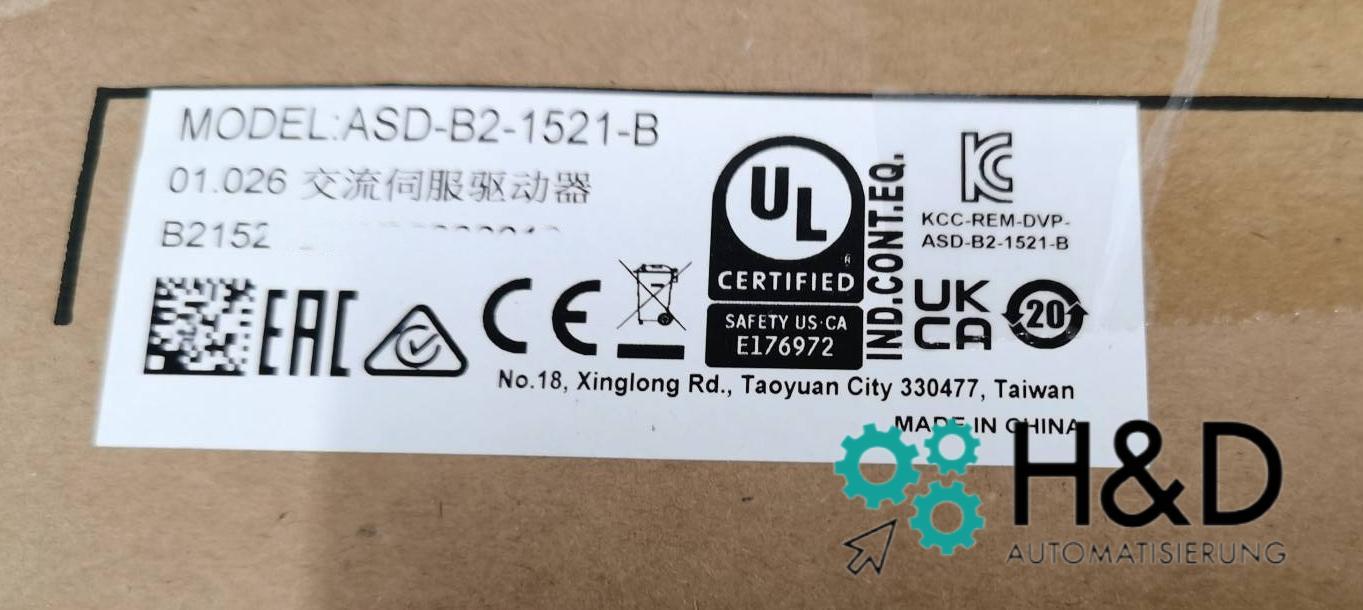 MODEL:ASD-B2-1521-B
01.026 交流伺服驱动器
B2152
EAC
CE
UL
CERTIFIED
SAFETY US·CA
E176972
IND.CONT.EQ.
KC
KCC-REM-DVP-
ASD-B2-1521-B
UK
CA
20
No.18, Xinglong Rd., Taoyuan City 330477, Taiwan
MADE IN CHINA
H&D
AUTOMATISIERUNG